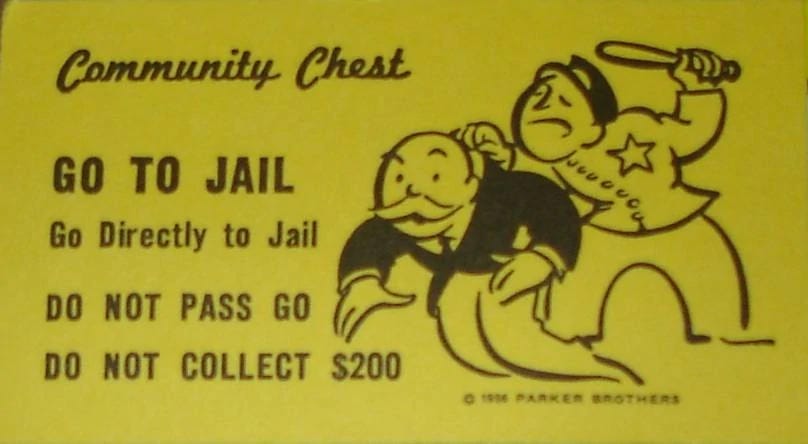 Community Chest
GO TO JAIL
Go Directly to Jail
DO NOT PASS GO
DO NOT COLLECT $200
© 1936 PARKER BROTHERS